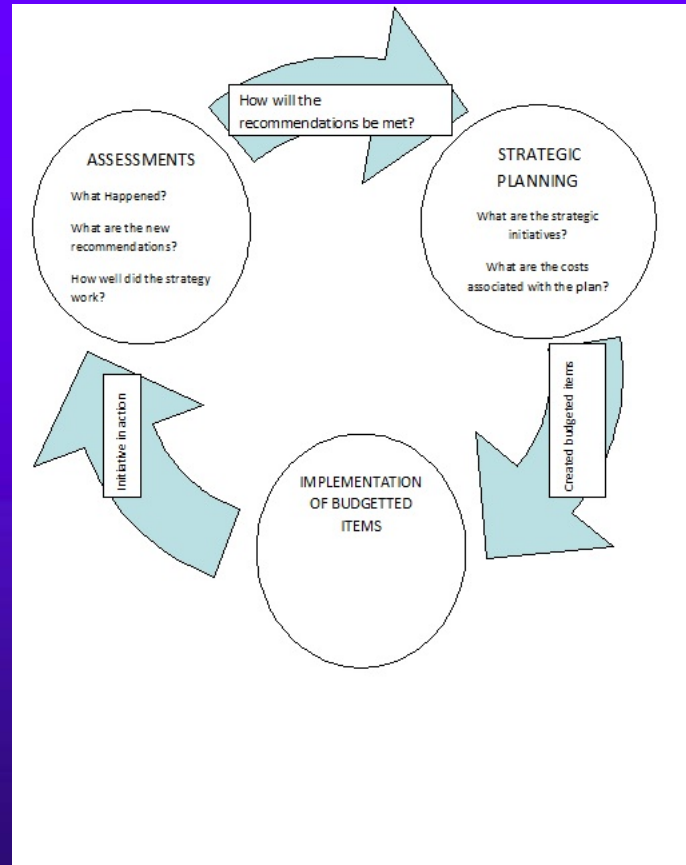 How will the
recommendations be met?
ASSESSMENTS
What Happened?
What are the new
recommendations?
How well did the strategy
work?
STRATEGIC
PLANNING
What are the strategic
initiatives?
What are the costs
associated with the plan?
Created budgeted items
IMPLEMENTATION
OF BUDGETTED
ITEMS
Initiative in action